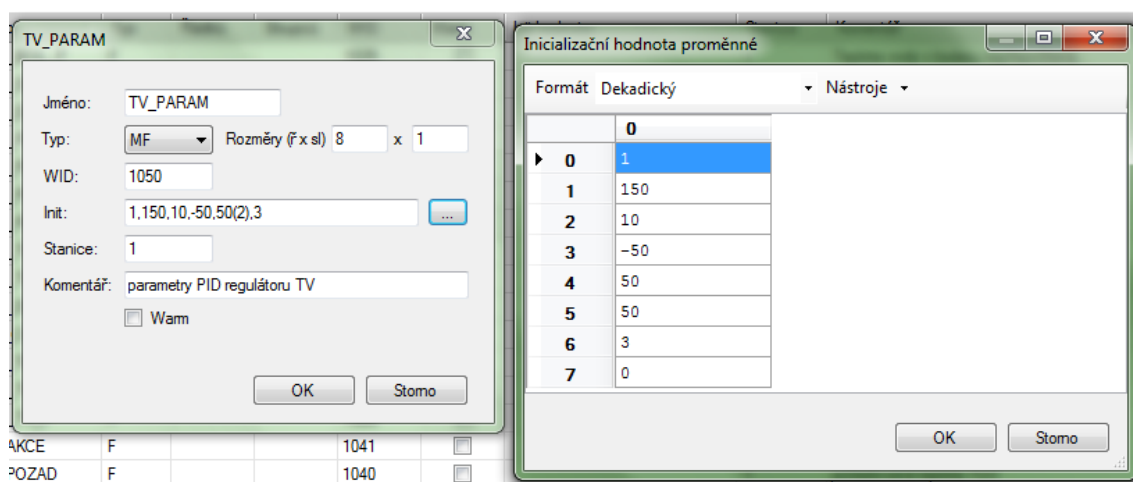 TV_PARAM
Jméno: TV_PARAM
Typ: MF Rozměry (ř x sl) 8 x 1
WID: 1050
Init: 1,150,10,-50,50(2),3 ...
Stanice: 1
Komentář: parametry PID regulátoru TV
Warm
OK Storno
AKCE F 1041
POZAD F 1040
Inicializační hodnota proměnné
Formát Dekadický Nástroje
0
0 1
1 150
2 10
3 -50
4 50
5 50
6 3
7 0
OK Storno